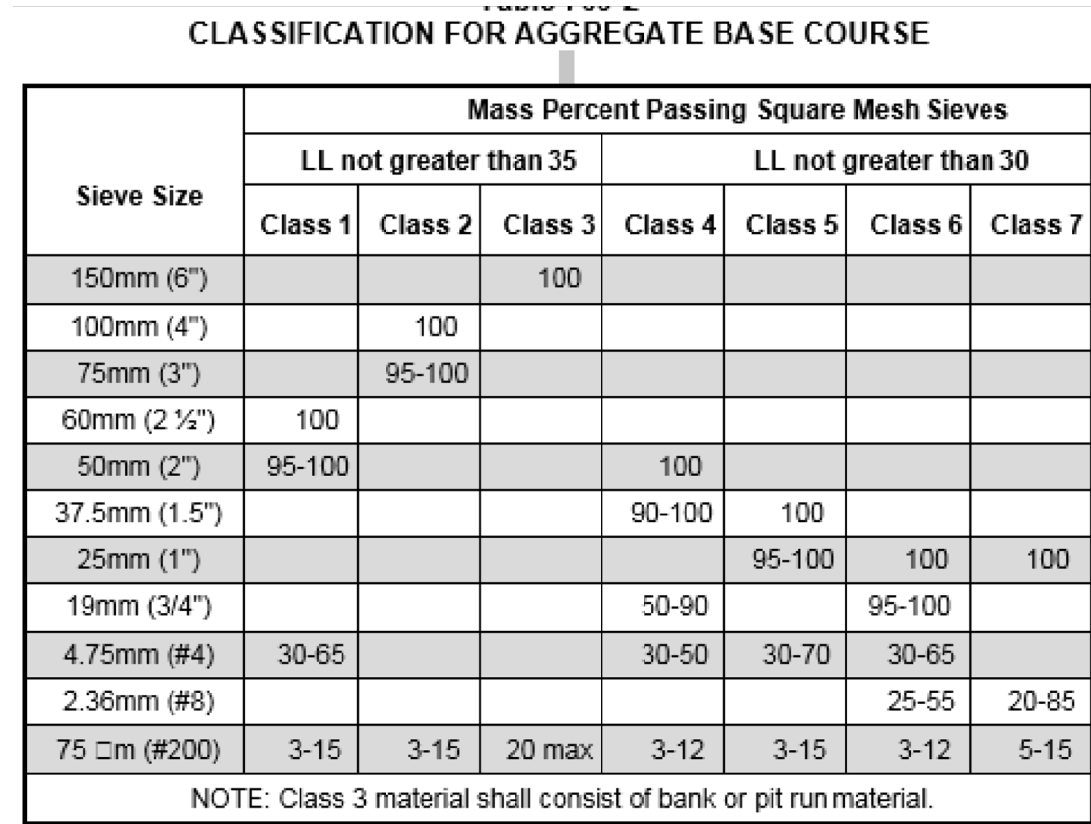 CLASSIFICATION FOR AGGREGATE BASE COURSE
Sieve Size
Mass Percent Passing Square Mesh Sieves
LL not greater than 35 LL not greater than 30
Class 1 Class 2 Class 3 Class 4 Class 5 Class 6 Class 7
150mm (6") 100
100mm (4") 100
75mm (3") 95-100
60mm (2 ½") 100
50mm (2") 95-100 100
37.5mm (1.5") 90-100 100
25mm (1") 95-100 100 100
19mm (3/4") 50-90 95-100
4.75mm (#4) 30-65 30-50 30-70 30-65
2.36mm (#8) 25-55 20-85
75 □m (#200) 3-15 3-15 20 max 3-12 3-15 3-12 5-15
NOTE: Class 3 material shall consist of bank or pit run material.